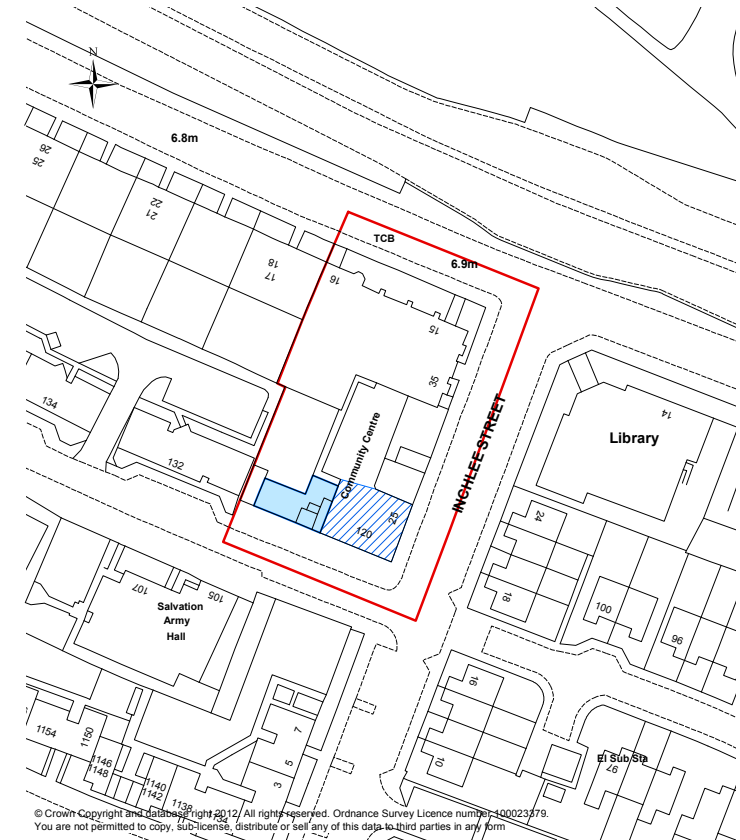 N
6.8m
TCB
6.9m
26
25
22
21
18
17
16
15
35
14
Library
INCHLEE STREET
Community Centre
134
132
25
120
24
18
100
96
107
105
Salvation
Army
Hall
16
10
El Sub Sta
97
7
5
3
1154
1150
1146
1148
1140
1142
1138
1134
© Crown Copyright and database right 2012. All rights reserved. Ordnance Survey Licence number 100023379.
You are not permitted to copy, sub-license, distribute or sell any of this data to third parties in any form